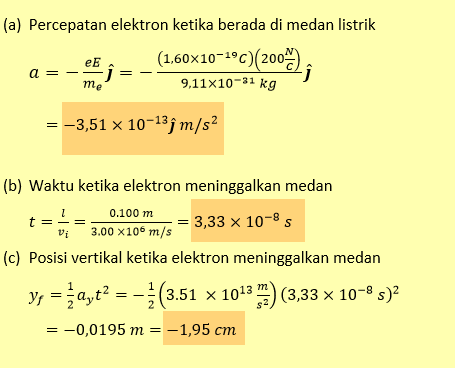 (a) Percepatan elektron ketika berada di medan listrik
a = −eE/mₑ ĵ = −(1,60×10⁻¹⁹C)(200 N/C)/9,11×10⁻³¹ kg ĵ
= −3,51 × 10⁻¹³ĵ m/s²
(b) Waktu ketika elektron meninggalkan medan
t = l/vᵢ = 0.100 m/3.00 ×10⁶ m/s = 3,33 × 10⁻⁸ s
(c) Posisi vertikal ketika elektron meninggalkan medan
y_f = 1/2 a_y t² = −1/2 (3.51 × 10¹³ m/s²) (3,33 × 10⁻⁸ s)²
= −0,0195 m = −1,95 cm